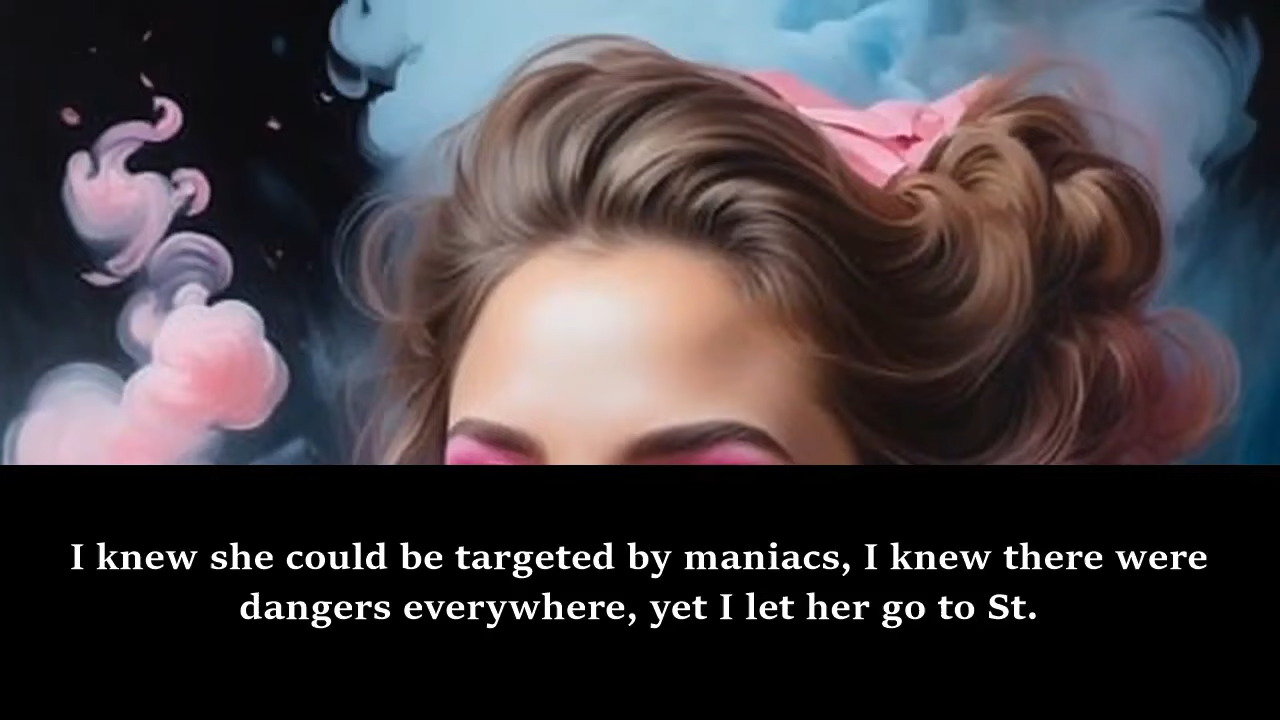 I knew she could be targeted by maniacs, I knew there were
dangers everywhere, yet I let her go to St.